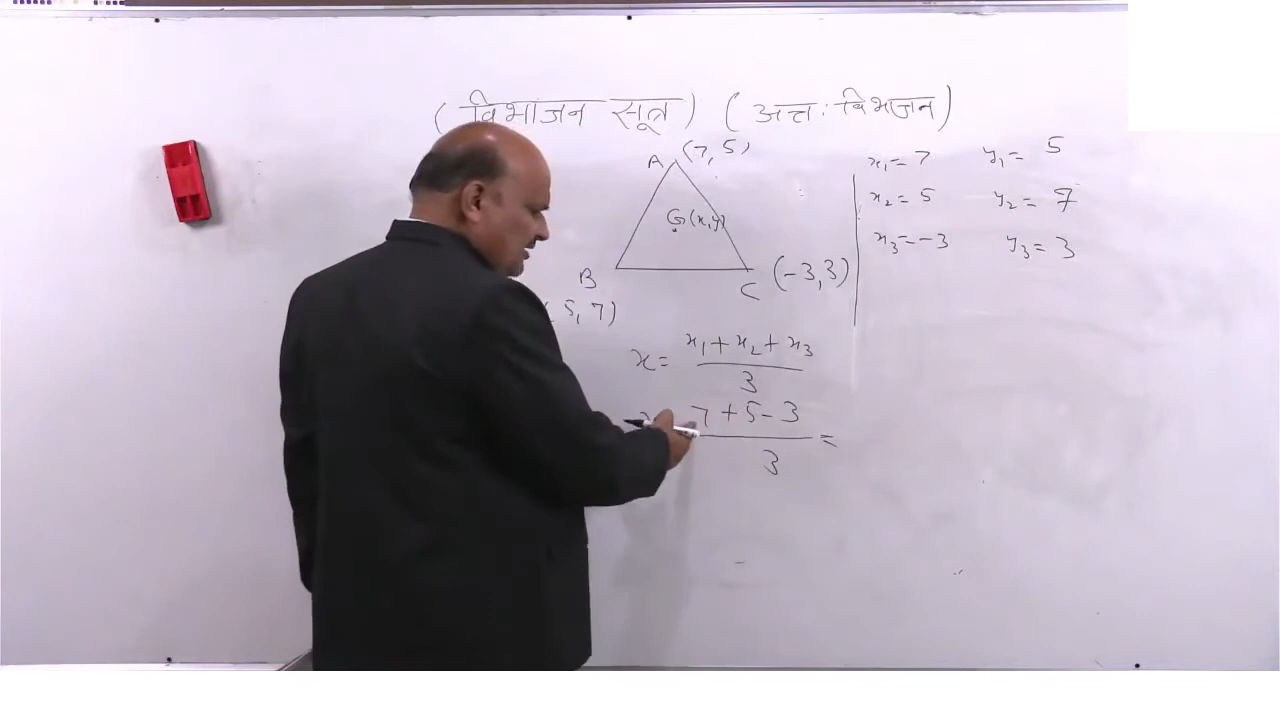 (विभाजन सूत्र) (अन्त: विभाजन)
A (7, 5)
G(x, y)
B
(5, 7)
C (-3, 3)
x₁ = 7 y₁ = 5
x₂ = 5 y₂ = 7
x₃ = -3 y₃ = 3
x = x₁ + x₂ + x₃ / 3
7 + 5 - 3 / 3 =